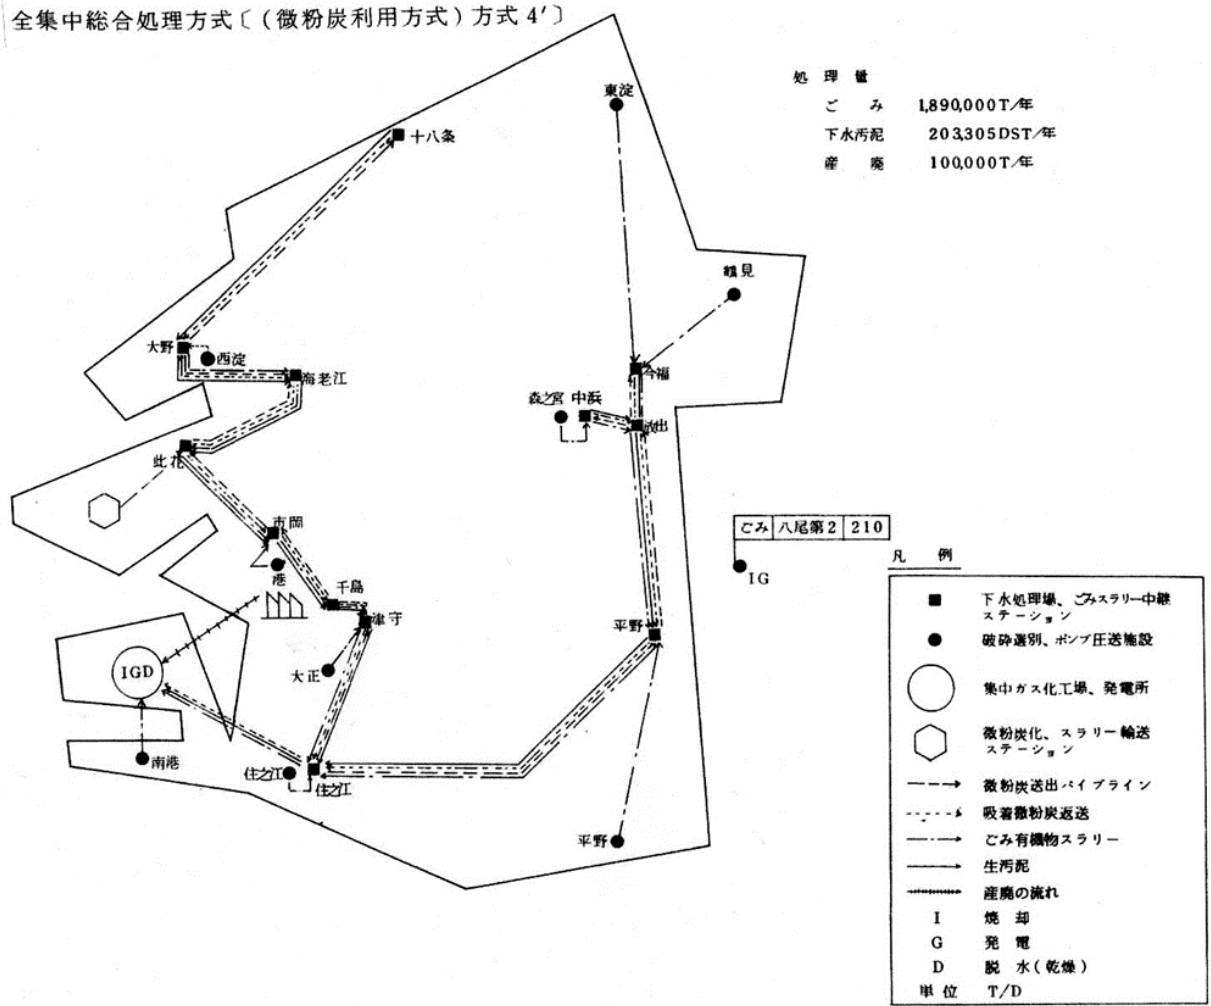 全集中総合処理方式〔(微粉炭利用方式)方式4′〕
処理量
ごみ 1,890,000T/年
下水汚泥 203,305DST/年
産廃 100,000T/年
東淀
十八条
鶴見
大野
西淀
海老江
今福
森之宮 中浜
放出
此花
市岡
港
千島
津守
大正
平野
IGD
南港
住之江
住之江
平野
ごみ 八尾第2 210
IG
凡例
下水処理場、ごみスラリー中継
ステーション
破砕選別、ポンプ圧送施設
集中ガス化工場、発電所
微粉炭化、スラリー輸送
ステーション
微粉炭送出パイプライン
吸着微粉炭返送
ごみ有機物スラリー
生汚泥
産廃の流れ
I 焼却
G 発電
D 脱水(乾燥)
単位 T/D